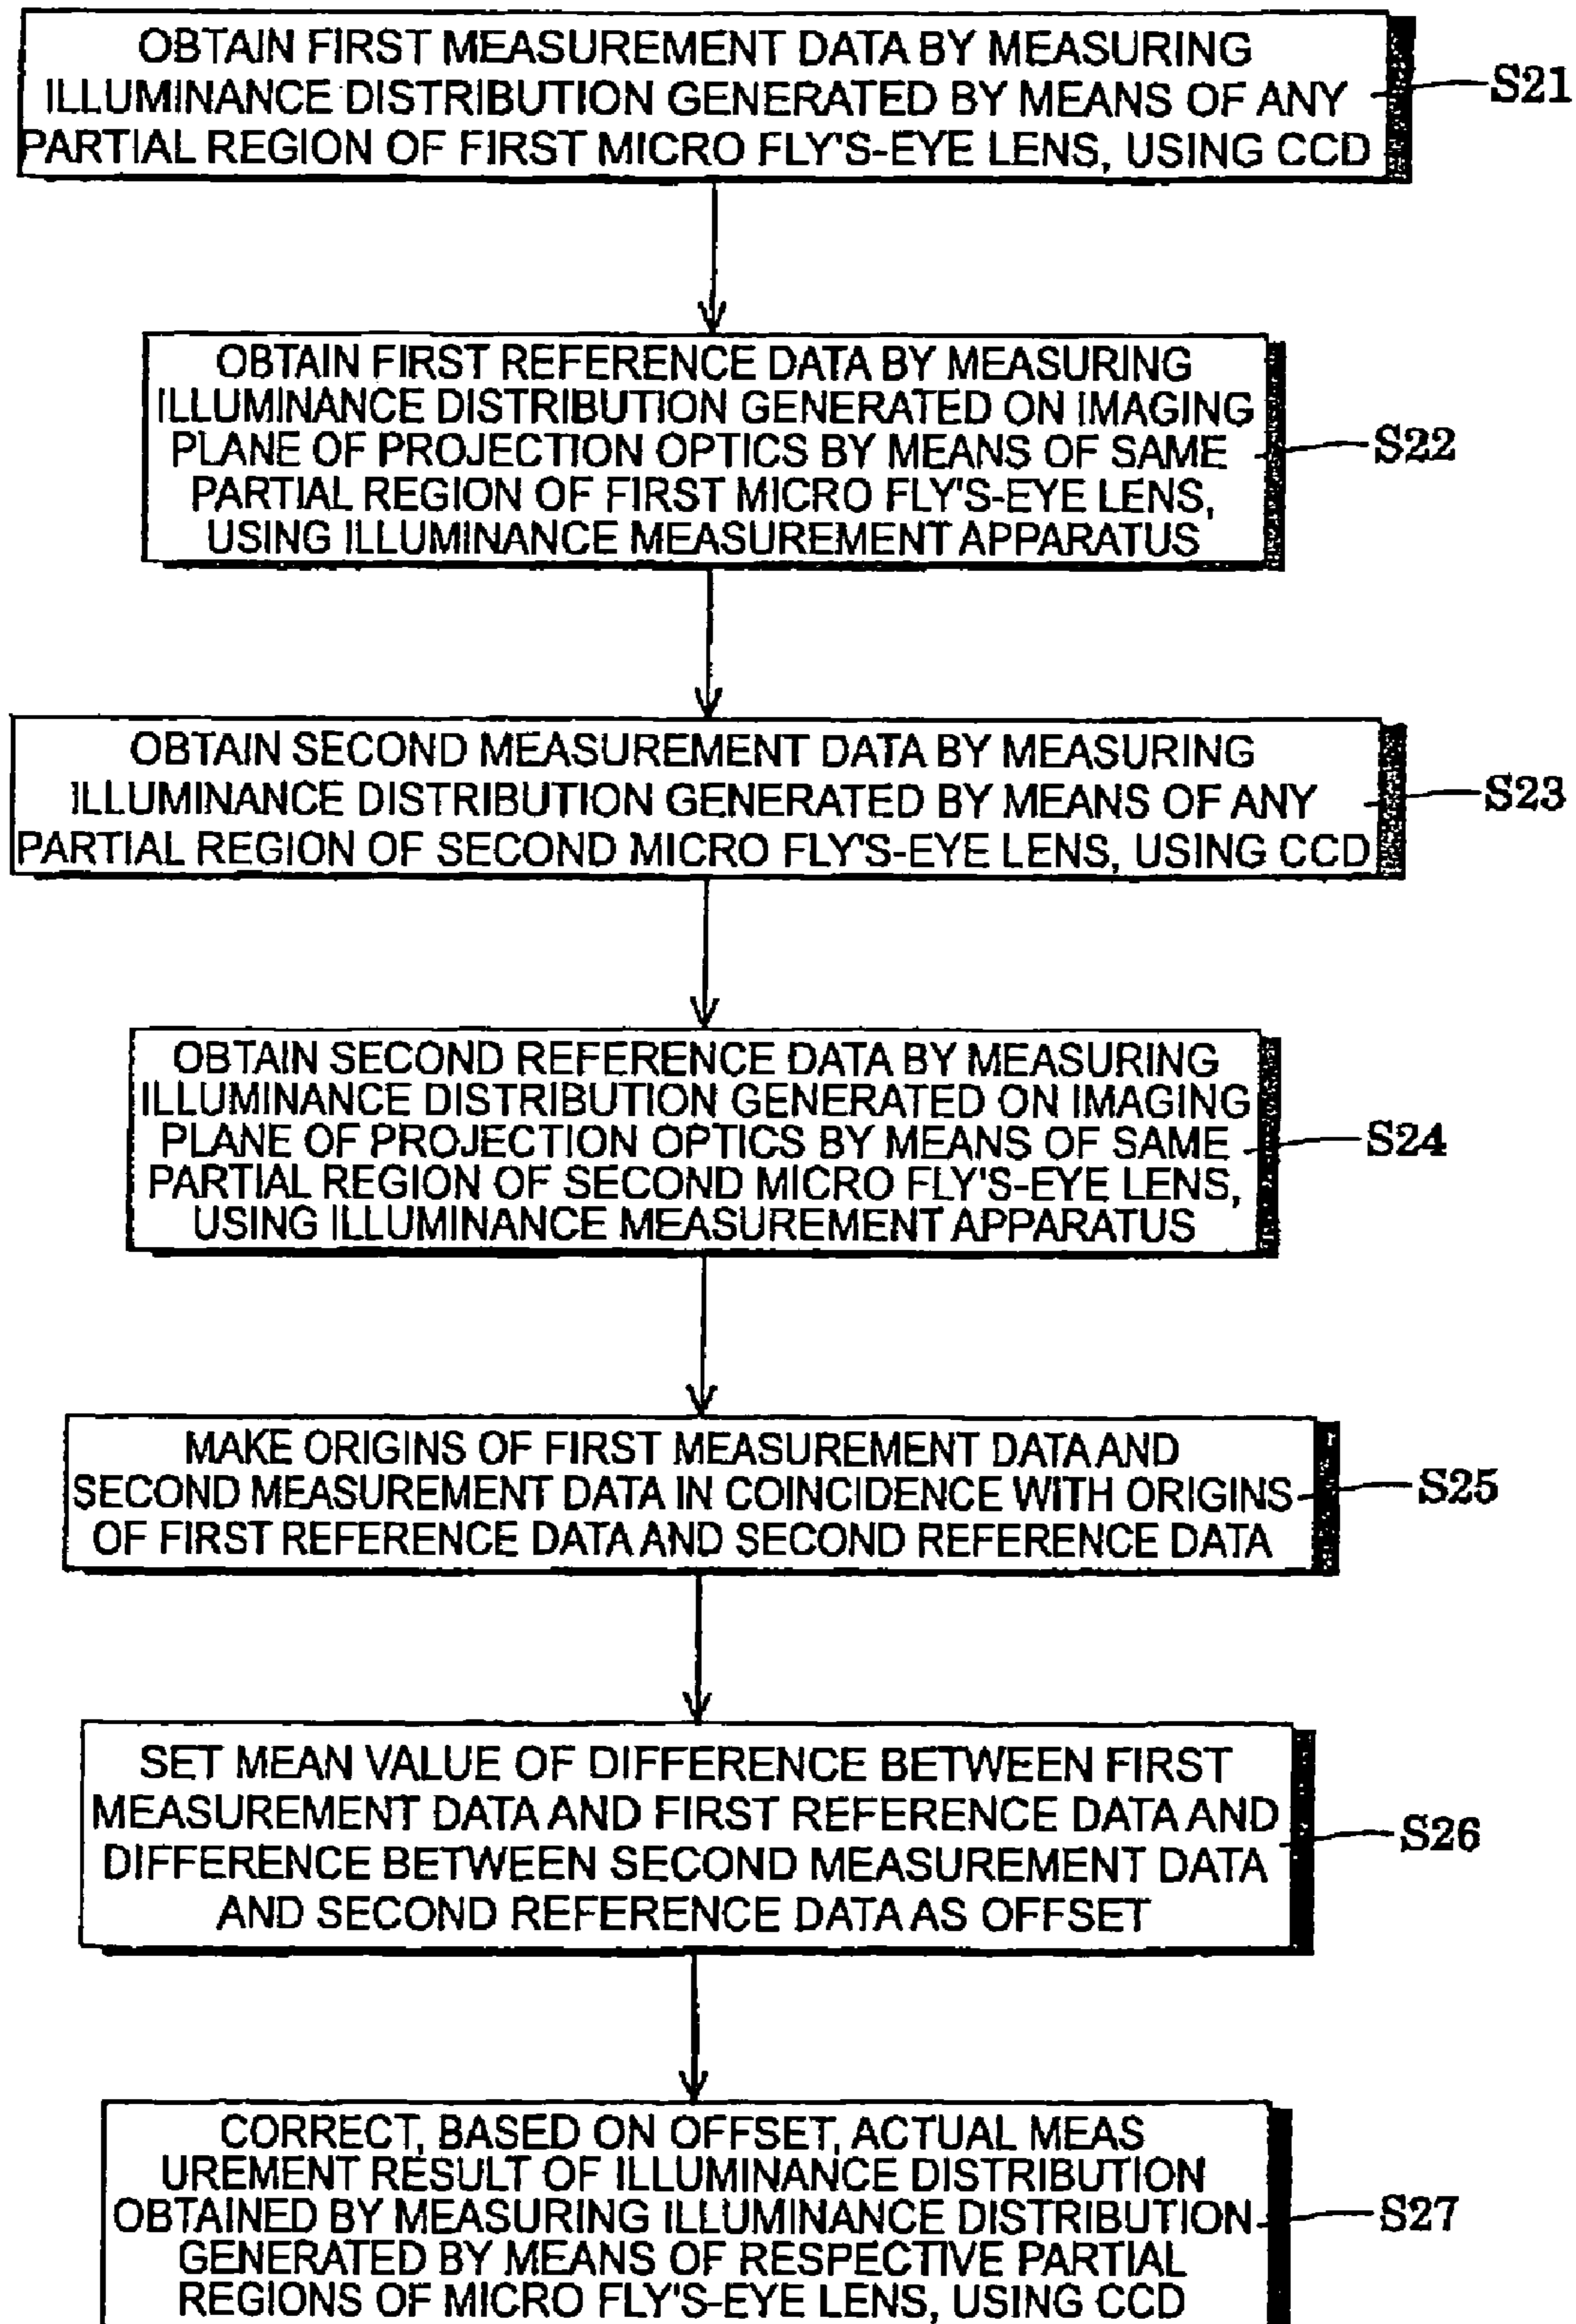 OBTAIN FIRST MEASUREMENT DATA BY MEASURING
ILLUMINANCE DISTRIBUTION GENERATED BY MEANS OF ANY
PARTIAL REGION OF FIRST MICRO FLY'S-EYE LENS, USING CCD
S21
OBTAIN FIRST REFERENCE DATA BY MEASURING
ILLUMINANCE DISTRIBUTION GENERATED ON IMAGING
PLANE OF PROJECTION OPTICS BY MEANS OF SAME
PARTIAL REGION OF FIRST MICRO FLY'S-EYE LENS,
USING ILLUMINANCE MEASUREMENT APPARATUS
S22
OBTAIN SECOND MEASUREMENT DATA BY MEASURING
ILLUMINANCE DISTRIBUTION GENERATED BY MEANS OF ANY
PARTIAL REGION OF SECOND MICRO FLY'S-EYE LENS, USING CCD
S23
OBTAIN SECOND REFERENCE DATA BY MEASURING
ILLUMINANCE DISTRIBUTION GENERATED ON IMAGING
PLANE OF PROJECTION OPTICS BY MEANS OF SAME
PARTIAL REGION OF SECOND MICRO FLY'S-EYE LENS,
USING ILLUMINANCE MEASUREMENT APPARATUS
S24
MAKE ORIGINS OF FIRST MEASUREMENT DATA AND
SECOND MEASUREMENT DATA IN COINCIDENCE WITH ORIGINS
OF FIRST REFERENCE DATA AND SECOND REFERENCE DATA
S25
SET MEAN VALUE OF DIFFERENCE BETWEEN FIRST
MEASUREMENT DATA AND FIRST REFERENCE DATA AND
DIFFERENCE BETWEEN SECOND MEASUREMENT DATA
AND SECOND REFERENCE DATA AS OFFSET
S26
CORRECT, BASED ON OFFSET, ACTUAL MEAS
UREMENT RESULT OF ILLUMINANCE DISTRIBUTION
OBTAINED BY MEASURING ILLUMINANCE DISTRIBUTION
GENERATED BY MEANS OF RESPECTIVE PARTIAL
REGIONS OF MICRO FLY'S-EYE LENS, USING CCD
S27